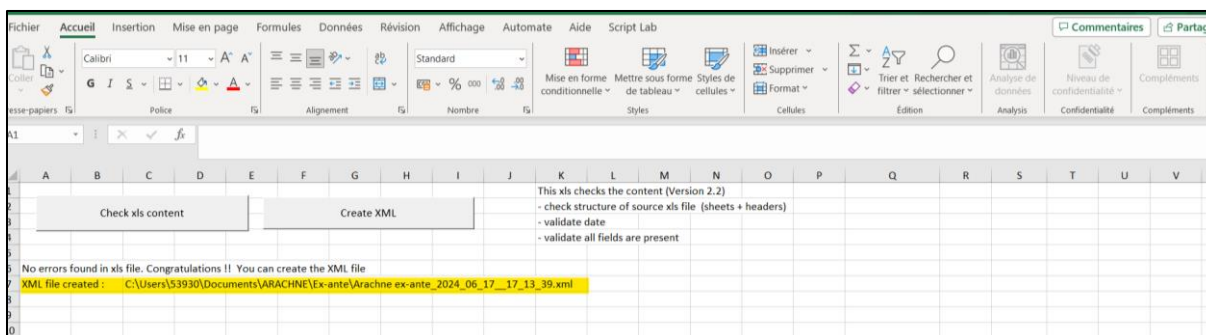 Fichier Accueil Insertion Mise en page Formules Données Révision Affichage Automate Aide Script Lab Commentaires Partag
Coller Calibri 11 A^ A˅ Standard
G I S
% 000
Mise en forme conditionnelle
Mettre sous forme de tableau
Styles de cellules
Insérer
Supprimer
Format
Trier et filtrer
Rechercher et sélectionner
Analyse de données
Niveau de confidentialité
Compléments
esse-papiers Police Alignement Nombre Styles Cellules Édition Analysis Confidentialité Compléments
A1 fx
A B C D E F G H I J K L M N O P Q R S T U V
This xls checks the content (Version 2.2)
Check xls content Create XML - check structure of source xls file (sheets + headers)
- validate date
- validate all fields are present
No errors found in xls file. Congratulations !! You can create the XML file
XML file created : C:\Users\53930\Documents\ARACHNE\Ex-ante\Arachne ex-ante_2024_06_17__17_13_39.xml